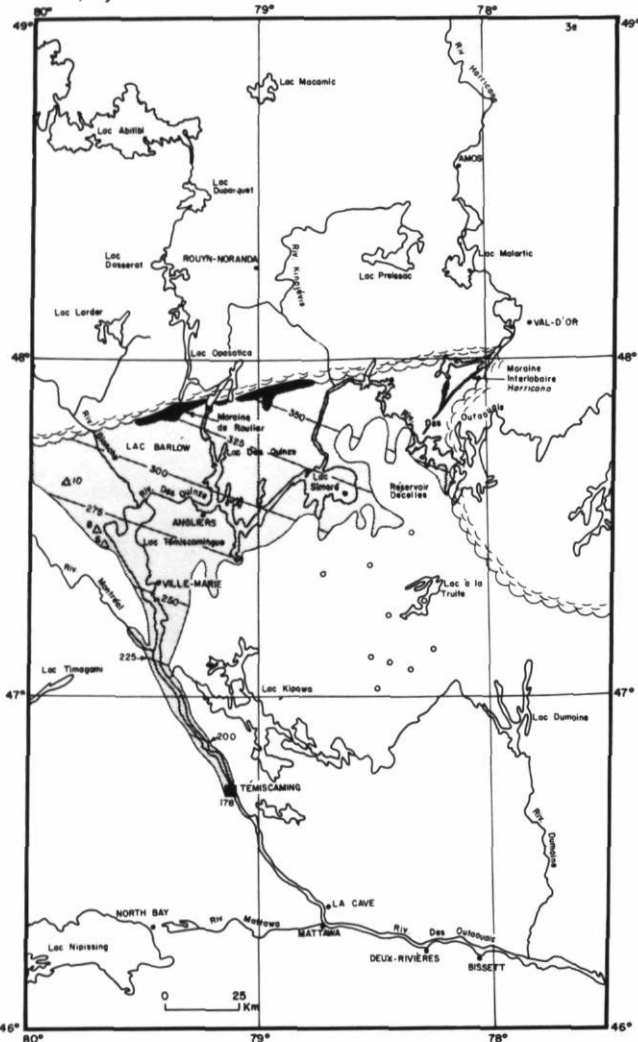 80°
79°
78°
49°
49°
3e
Riv Harricana
Lac Macamic
Lac Abitibi
AMOS
Lac Duparquet
Lac Dasserat
ROUYN-NORANDA
Riv Kinojévis
Lac Preissac
Lac Malartic
Lac Larder
VAL-D'OR
Lac Opasatica
48°
48°
Moraine Interlobaire Harricana
Moraine de Roulier
350
325
Riv Des Outaouais
LAC BARLOW
Lac Des Quinze
300
Riv Des Quinze
Lac Simard
Réservoir Decelles
10
275
8
ANGLIERS
Lac Témiscamingue
Riv Montréal
VILLE-MARIE
250
Lac à la Truite
225
Lac Timagami
47°
47°
Lac Kipawa
Lac Dumoine
200
TÉMISCAMING
178
Riv Dumoine
LA CAVE
NORTH BAY
Riv Mattawa
MATTAWA
Riv Des Outaouais
Lac Nipissing
DEUX-RIVIÈRES
BISSETT
0 25
Km
46°
46°
80°
79°
78°